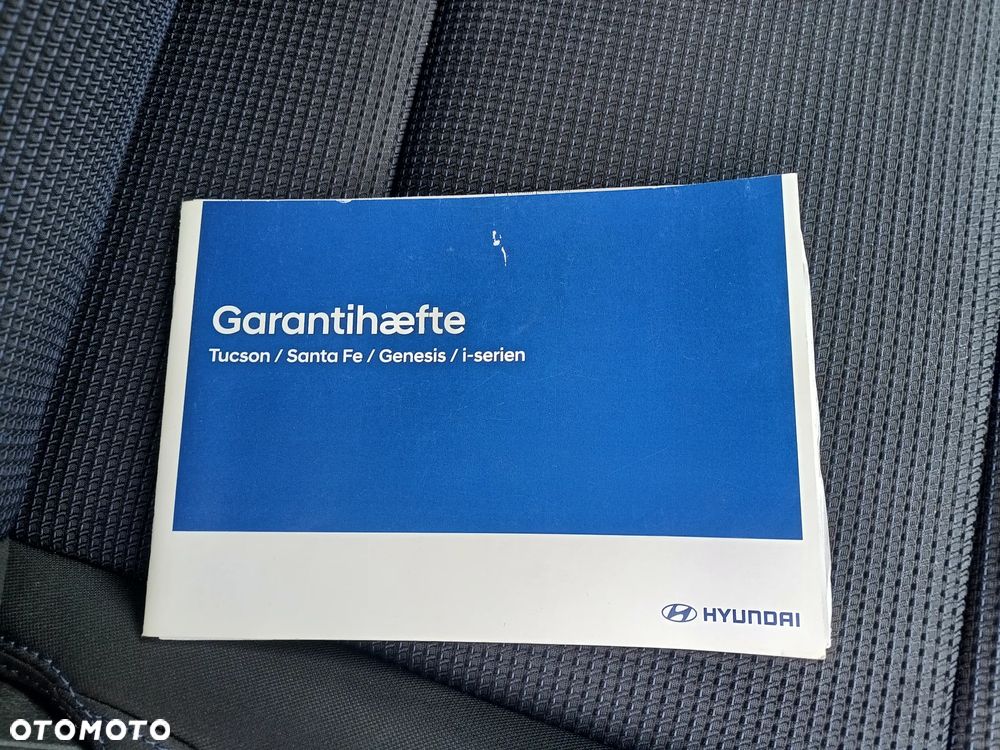 Garantihæfte
Tucson / Santa Fe / Genesis / i-serien
HYUNDAI
OTOMOTO